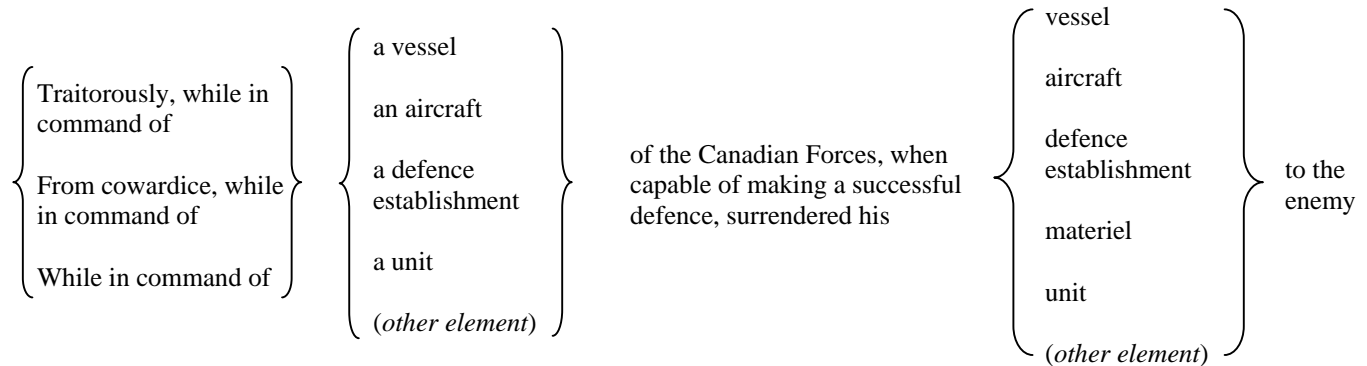 Traitorously, while in
command of
From cowardice, while
in command of
While in command of
a vessel
an aircraft
a defence
establishment
a unit
(other element)
of the Canadian Forces, when
capable of making a successful
defence, surrendered his
vessel
aircraft
defence
establishment
materiel
unit
(other element)
to the
enemy